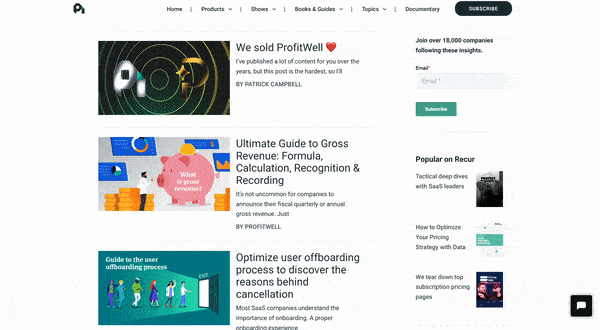 Home | Products | Shows | Books & Guides | Topics | Documentary
SUBSCRIBE
We sold ProfitWell ❤️
I've published a lot of content for you over the
years, but this post is the hardest, so I'll
BY PATRICK CAMPBELL
What
is gross
revenue?
Ultimate Guide to Gross
Revenue: Formula,
Calculation, Recognition &
Recording
It's not uncommon for companies to
announce their fiscal quarterly or annual
gross revenue. Just
BY PROFITWELL
Guide to the user
offboarding process
EXIT
Optimize user offboarding
process to discover the
reasons behind
cancellation
Most SaaS companies understand the
importance of onboarding. A proper
onboarding experience
Join over 18,000 companies
following these insights.
Email*
Email *
Subscribe
Popular on Recur
Tactical deep dives
with SaaS leaders
PROTECT
How to Optimize
Your Pricing
Strategy with Data
We tear down
top subscription
pricing pages